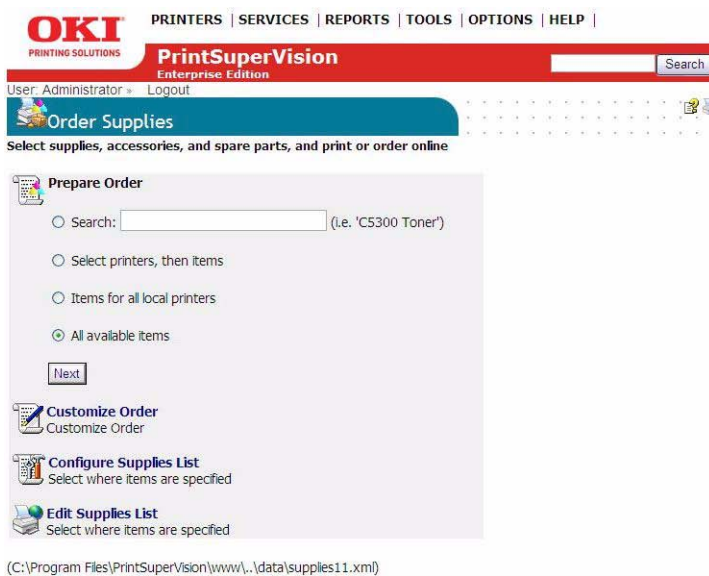 OKI
PRINTING SOLUTIONS
PRINTERS | SERVICES | REPORTS | TOOLS | OPTIONS | HELP |
PrintSuperVision
Enterprise Edition
Search
User: Administrator » Logout
Order Supplies
Select supplies, accessories, and spare parts, and print or order online
Prepare Order
Search: (i.e. 'C5300 Toner')
Select printers, then items
Items for all local printers
All available items
Next
Customize Order
Customize Order
Configure Supplies List
Select where items are specified
Edit Supplies List
Select where items are specified
(C:\Program Files\PrintSuperVision\www\..\data\supplies11.xml)